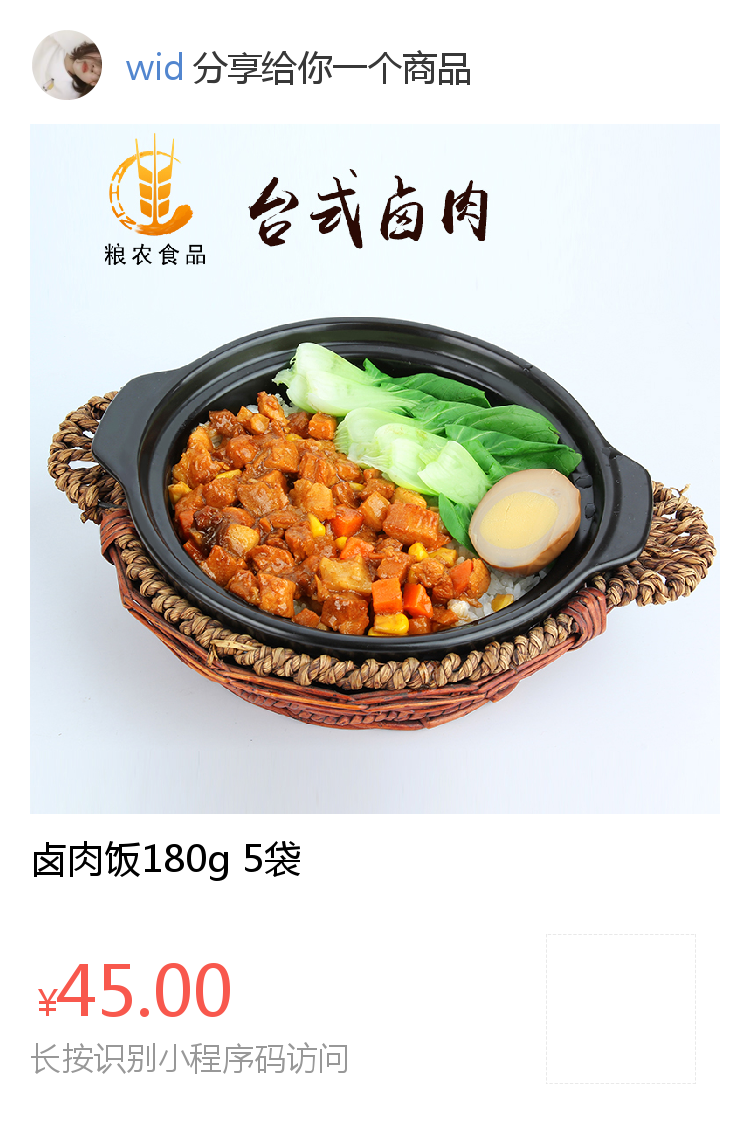 wid 分享给你一个商品
台式卤肉
粮农食品
卤肉饭180g 5袋
¥45.00
长按识别小程序码访问